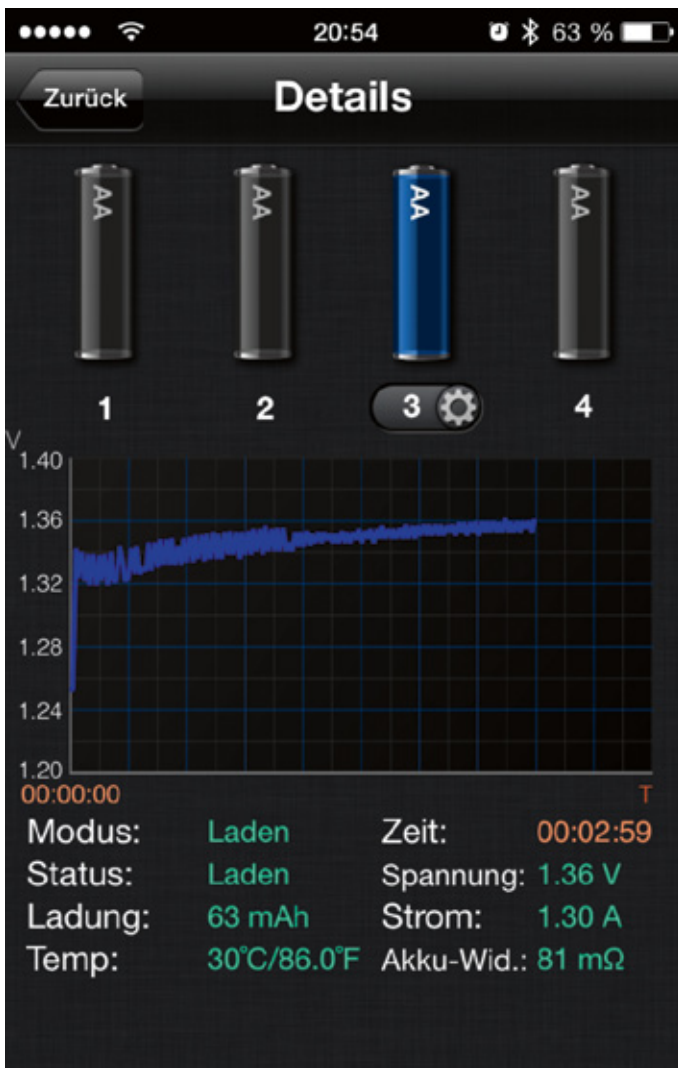 20:54 63 %
Zurück Details
AA AA AA AA
1 2 3 4
V
1.40
1.36
1.32
1.28
1.24
1.20
00:00:00 T
Modus: Laden Zeit: 00:02:59
Status: Laden Spannung: 1.36 V
Ladung: 63 mAh Strom: 1.30 A
Temp: 30°C/86.0°F Akku-Wid.: 81 mΩ